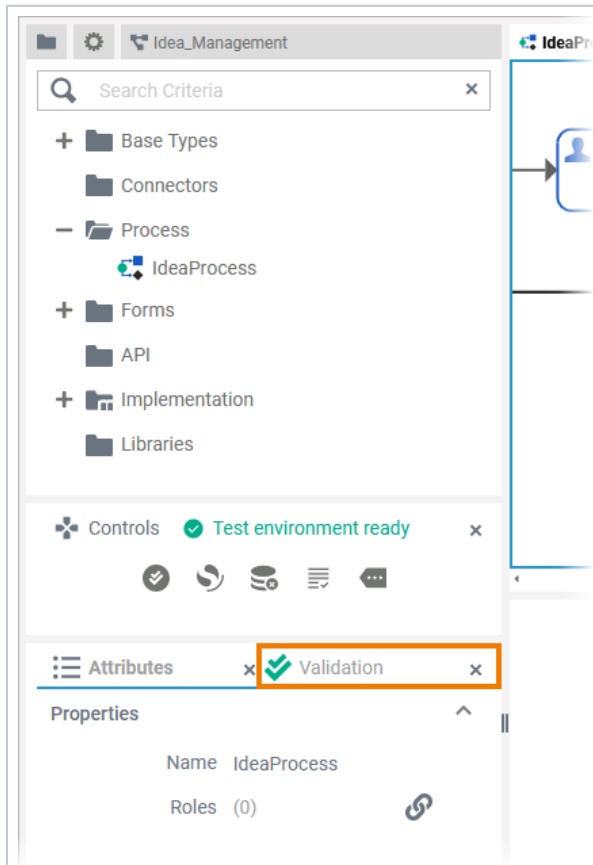 Idea_Management
Search Criteria
Base Types
Connectors
Process
IdeaProcess
Forms
API
Implementation
Libraries
Controls Test environment ready
Attributes Validation
Properties
Name IdeaProcess
Roles (0)